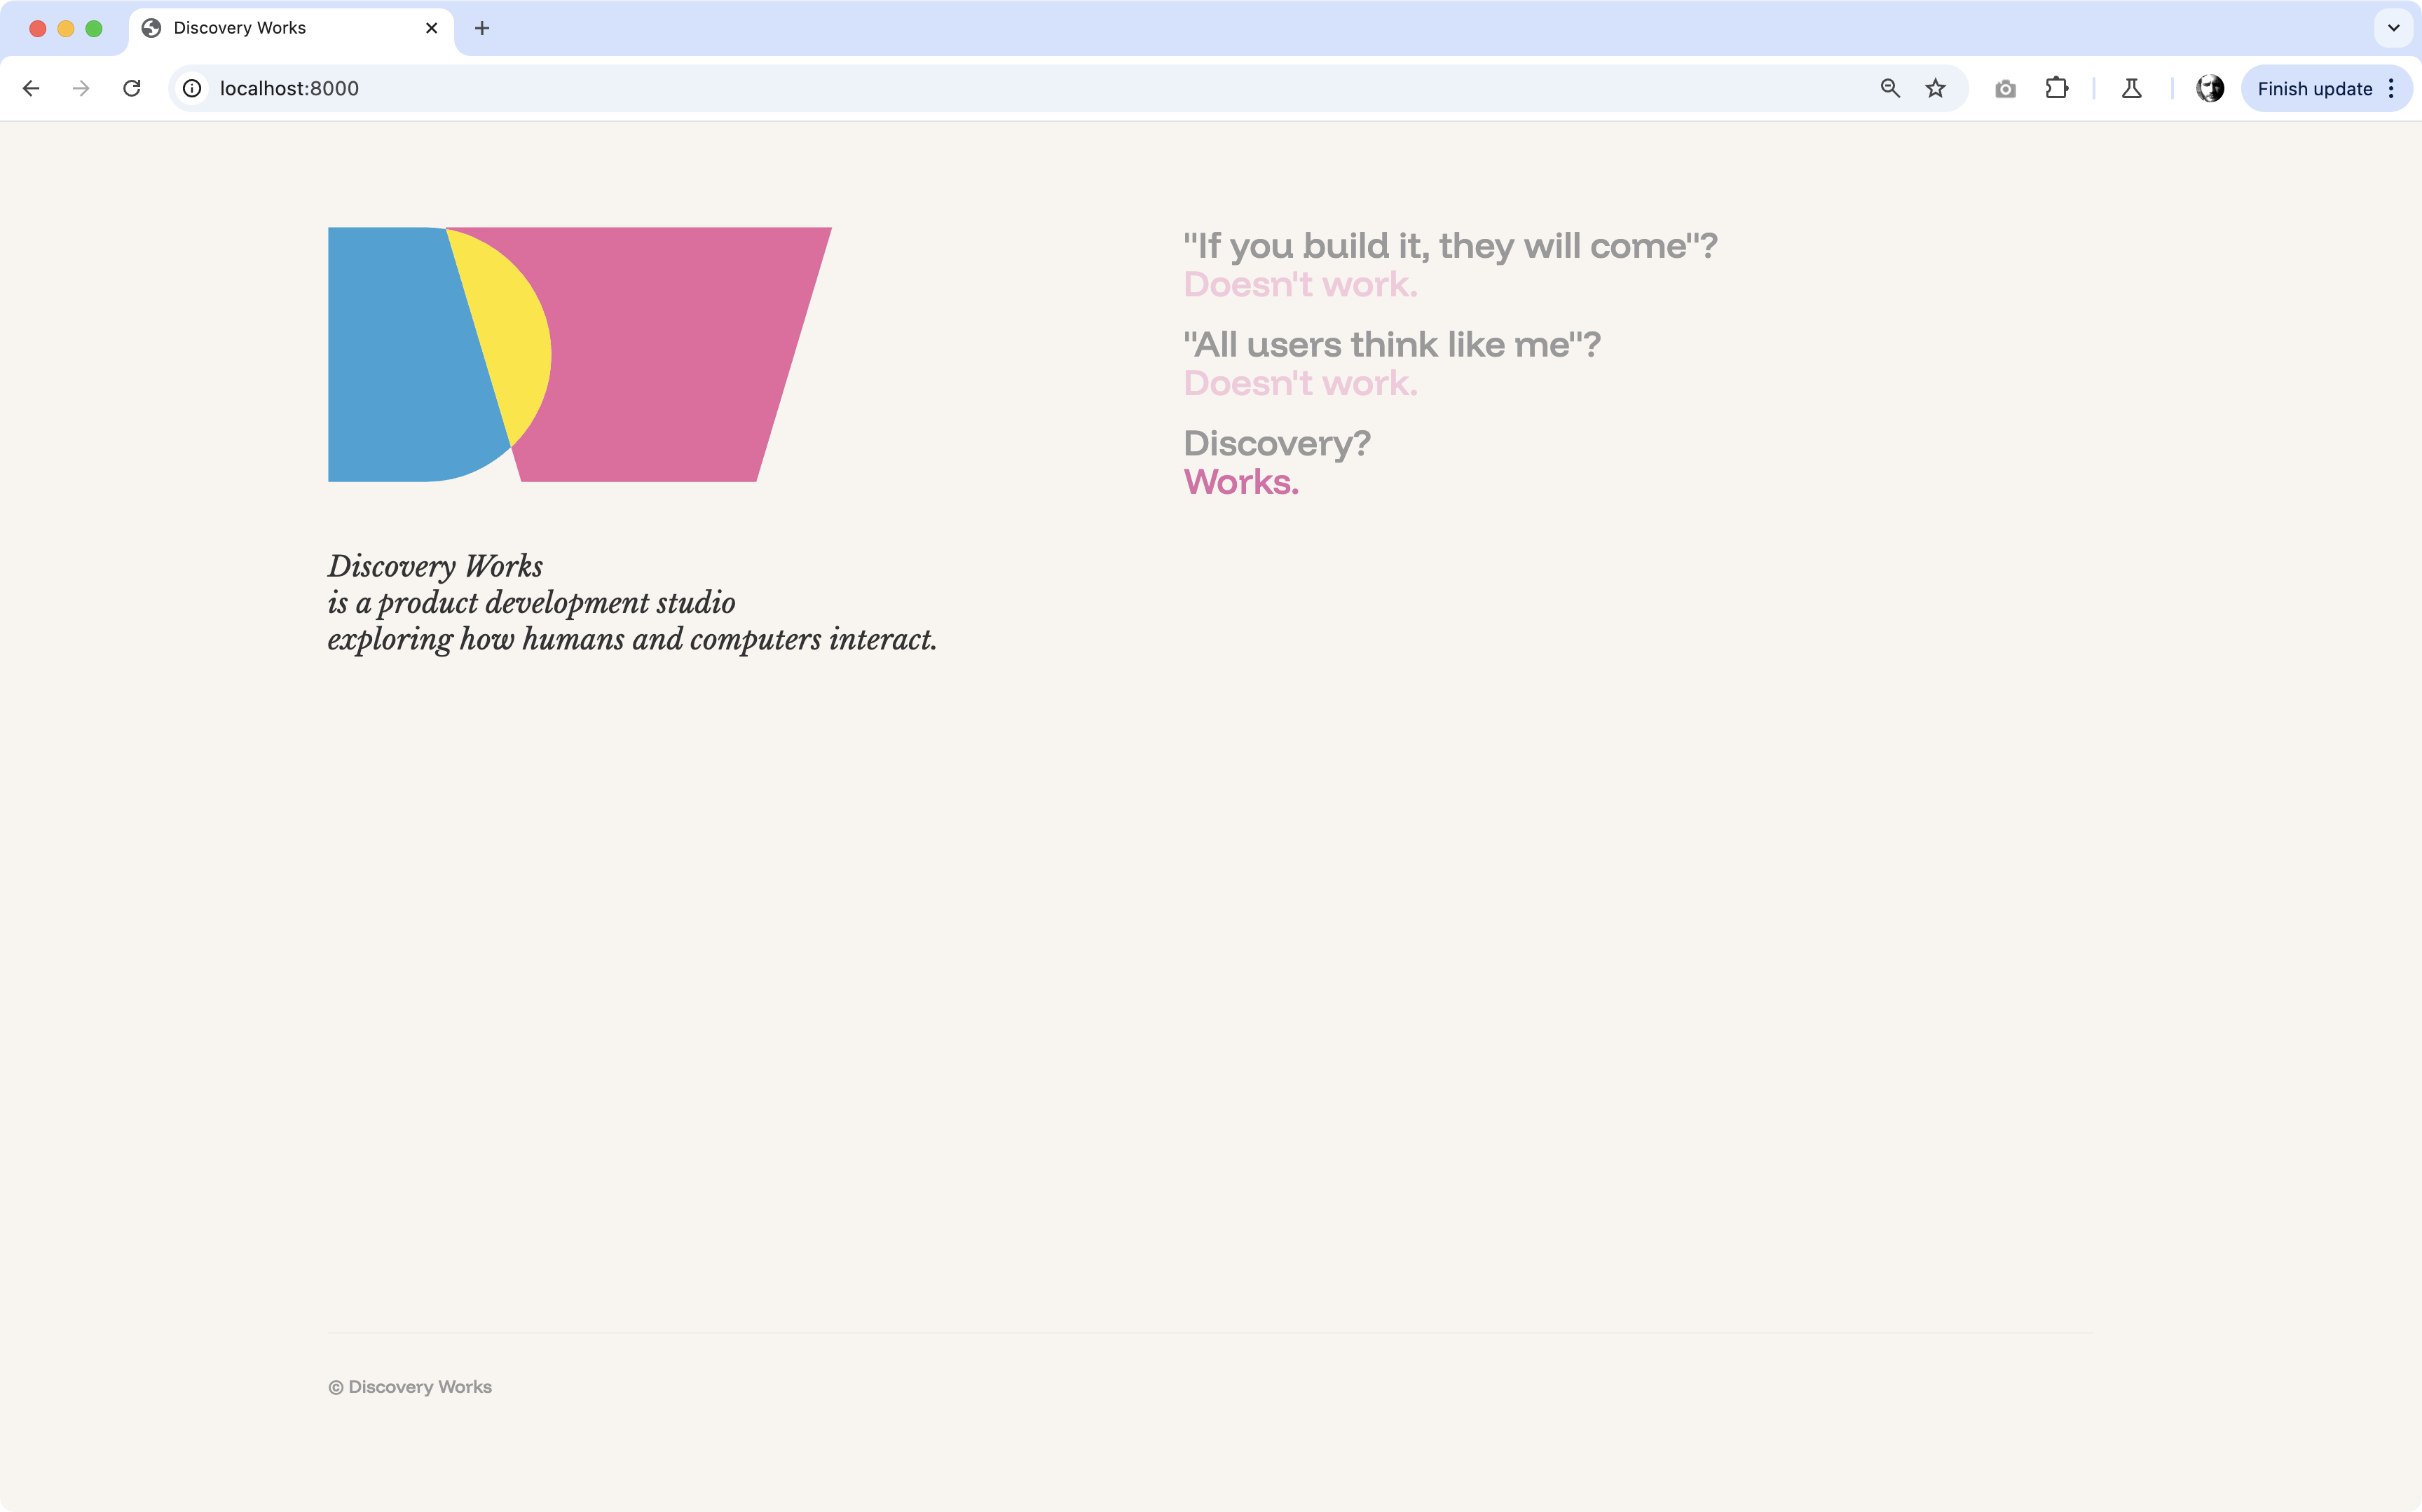 Discovery Works
localhost:8000
Finish update
"If you build it, they will come"?
Doesn't work.
"All users think like me"?
Doesn't work.
Discovery?
Works.
Discovery Works
is a product development studio
exploring how humans and computers interact.
© Discovery Works